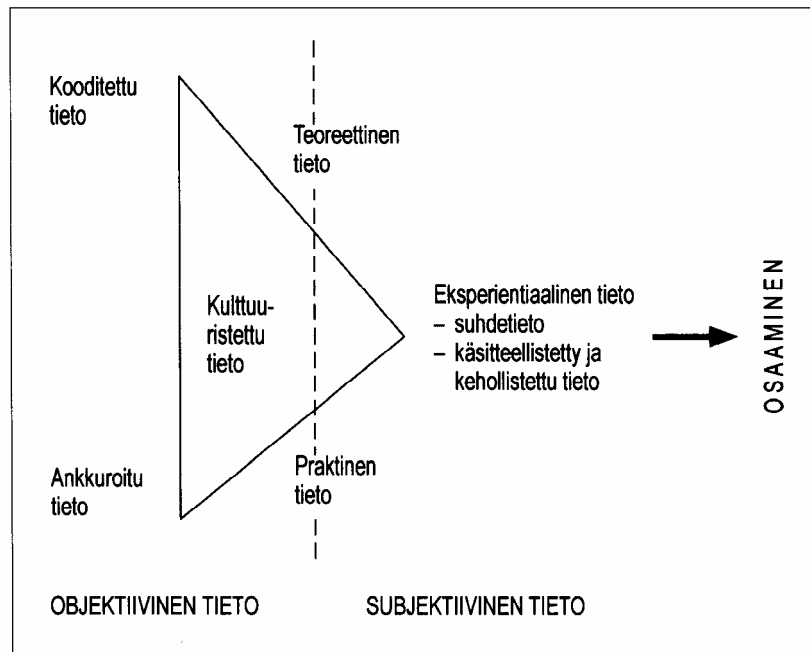 Kooditettu
tieto
Teoreettinen
tieto
Kulttuu-
ristettu
tieto
Eksperientiaalinen tieto
– suhdetieto
– käsitteellistetty ja
kehollistettu tieto
OSAAMINEN
Ankkuroitu
tieto
Praktinen
tieto
OBJEKTIIVINEN TIETO
SUBJEKTIIVINEN TIETO